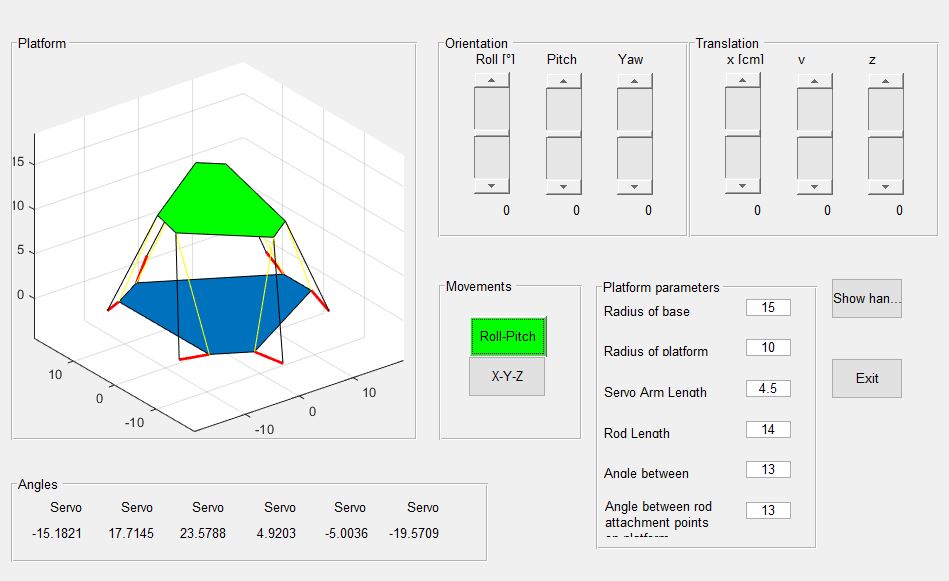 Platform
15
10
5
0
10
0
-10
-10
0
10
Orientation
Roll [°] Pitch Yaw
0 0 0
Translation
x [cm] y z
0 0 0
Movements
Roll-Pitch
X-Y-Z
Platform parameters
Radius of base 15
Radius of platform 10
Servo Arm Length 4.5
Rod Length 14
Angle between 13
Angle between rod
attachment points 13
on platform
Show han...
Exit
Angles
Servo Servo Servo Servo Servo Servo
-15.1821 17.7145 23.5788 4.9203 -5.0036 -19.5709